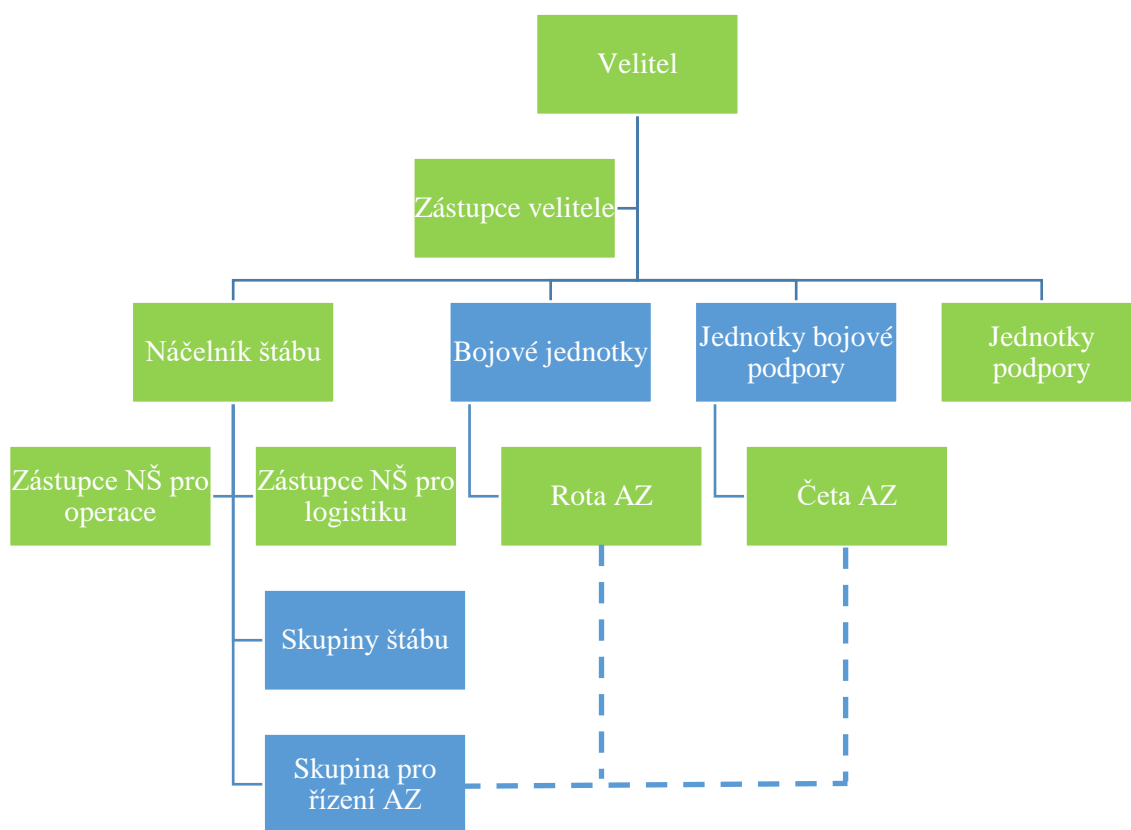 Velitel
Zástupce velitele
Náčelník štábu
Bojové jednotky
Jednotky bojové
podpory
Jednotky
podpory
Zástupce NŠ pro
operace
Zástupce NŠ pro
logistiku
Rota AZ
Četa AZ
Skupiny štábu
Skupina pro
řízení AZ